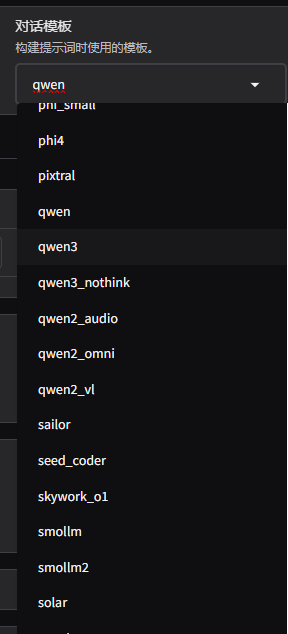 对话模板
构建提示词时使用的模板。
qwen
phi_small
phi4
pixtral
qwen
qwen3
qwen3_nothink
qwen2_audio
qwen2_omni
qwen2_vl
sailor
seed_coder
skywork_o1
smollm
smollm2
solar